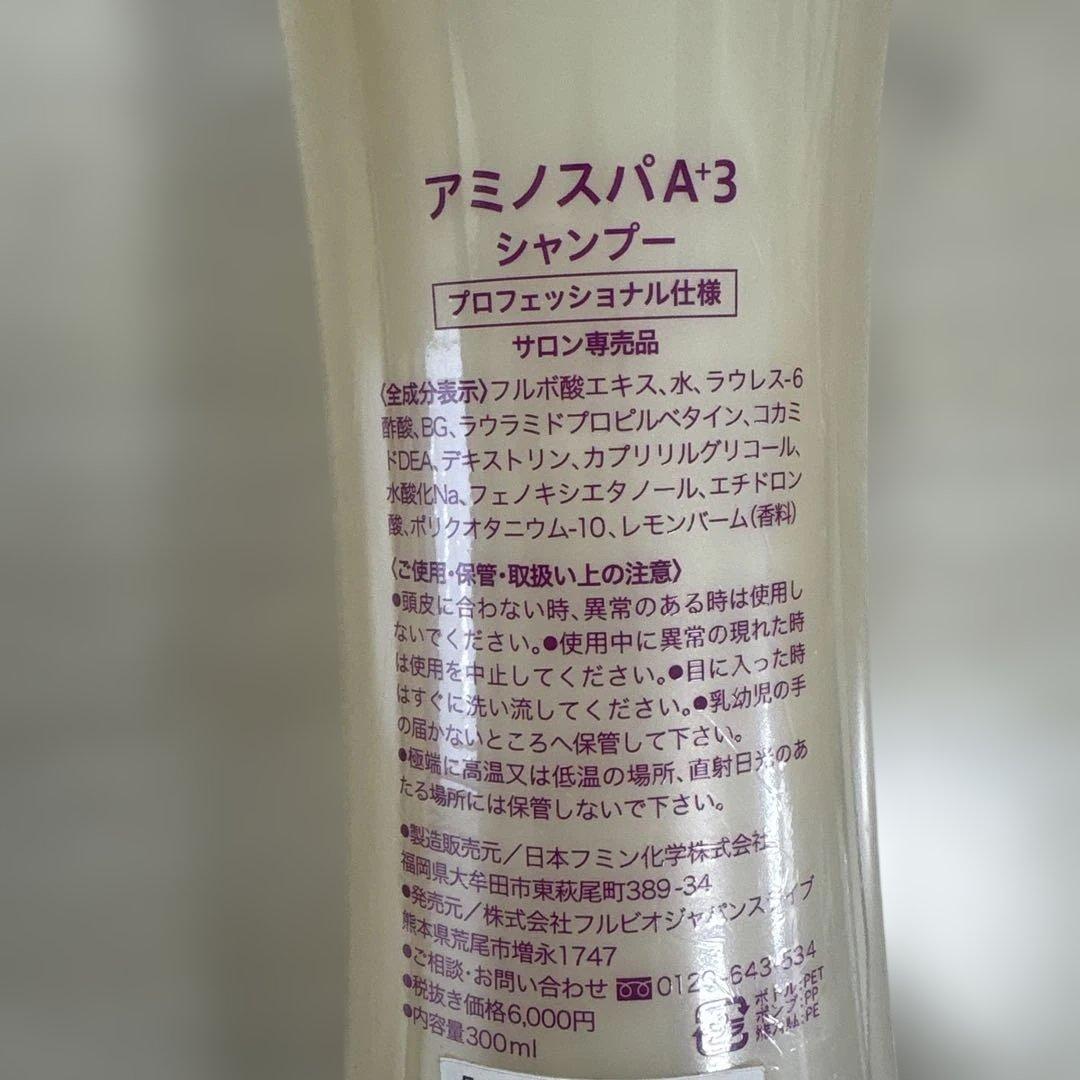 アミノスパA⁺3
シャンプー
プロフェッショナル仕様
サロン専売品
〈全成分表示〉フルボ酸エキス、水、ラウレス-6
酢酸、BG、ラウラミドプロピルベタイン、コカミ
ドDEA、デキストリン、カプリリルグリコール、
水酸化Na、フェノキシエタノール、エチドロン
酸、ポリクオタニウム-10、レモンバーム(香料)
〈ご使用・保管・取扱い上の注意〉
●頭皮に合わない時、異常のある時は使用し
ないでください。●使用中に異常の現れた時
は使用を中止してください。●目に入った時
はすぐに洗い流してください。●乳幼児の手
の届かないところへ保管して下さい。
●極端に高温又は低温の場所、直射日光のあ
たる場所には保管しないで下さい。
●製造販売元／日本フミン化学株式会社
福岡県大牟田市東萩尾町389-34
●発売元／株式会社フルビオジャパンスライブ
熊本県荒尾市増永1747
●ご相談・お問い合わせ 0120-643-534
●税抜き価格6,000円
●内容量300ml
ボトル:PET
ポンプ:PP
:PE